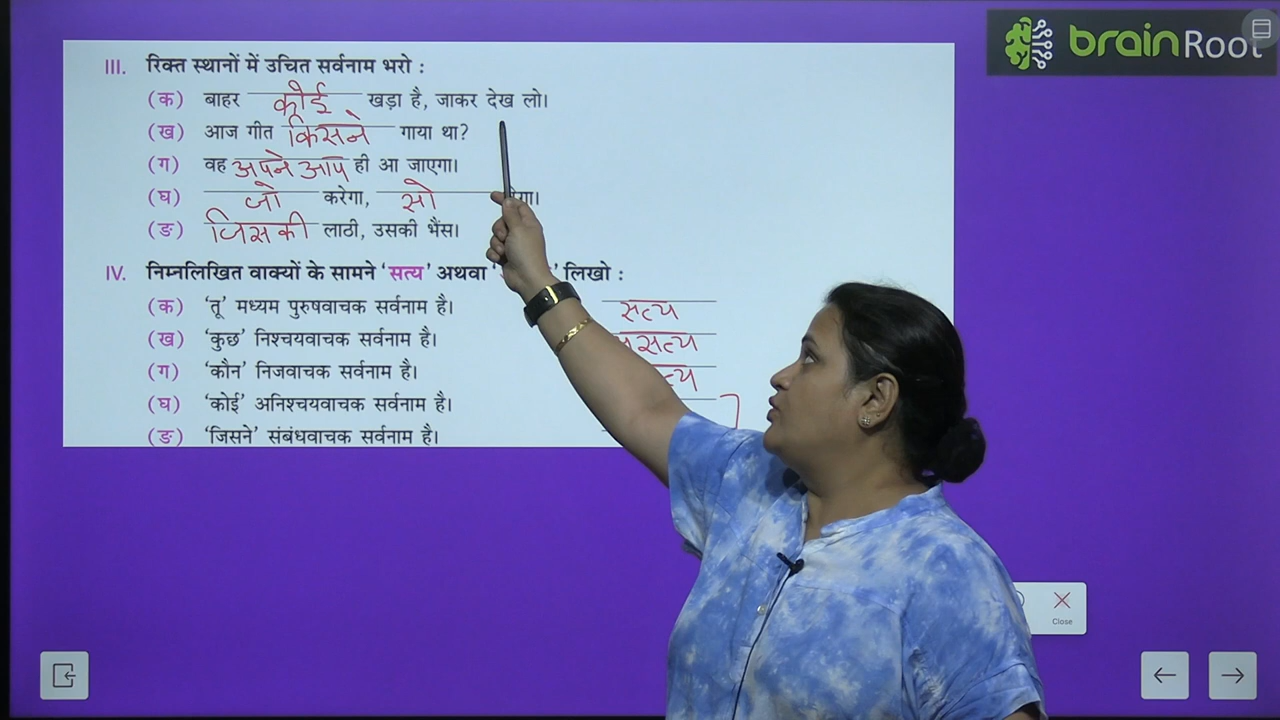 brainRoot
III. रिक्त स्थानों में उचित सर्वनाम भरो :
(क) बाहर कोई खड़ा है, जाकर देख लो।
(ख) आज गीत किसने गाया था?
(ग) वह अपने आप ही आ जाएगा।
(घ) जो करेगा, सो
(ङ) जिसकी लाठी, उसकी भैंस।
IV. निम्नलिखित वाक्यों के सामने 'सत्य' अथवा ' ' लिखो :
(क) 'तू' मध्यम पुरुषवाचक सर्वनाम है। सत्य
(ख) 'कुछ' निश्चयवाचक सर्वनाम है। सत्य
(ग) 'कौन' निजवाचक सर्वनाम है।
(घ) 'कोई' अनिश्चयवाचक सर्वनाम है।
(ङ) 'जिसने' संबंधवाचक सर्वनाम है।
Close